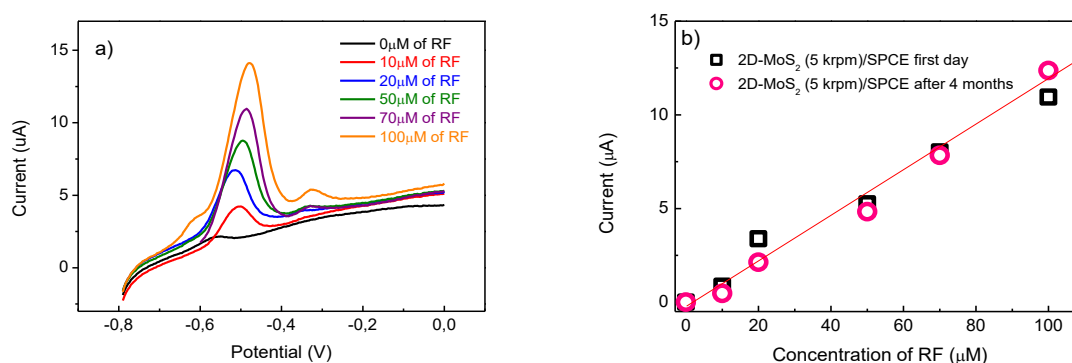 a)
0μM of RF
10μM of RF
20μM of RF
50μM of RF
70μM of RF
100μM of RF
15
10
5
0
Current (uA)
-0,8 -0,6 -0,4 -0,2 0,0
Potential (V)
b)
2D-MoS₂ (5 krpm)/SPCE first day
2D-MoS₂ (5 krpm)/SPCE after 4 months
15
10
5
0
Current (μA)
0 20 40 60 80 100
Concentration of RF (μM)